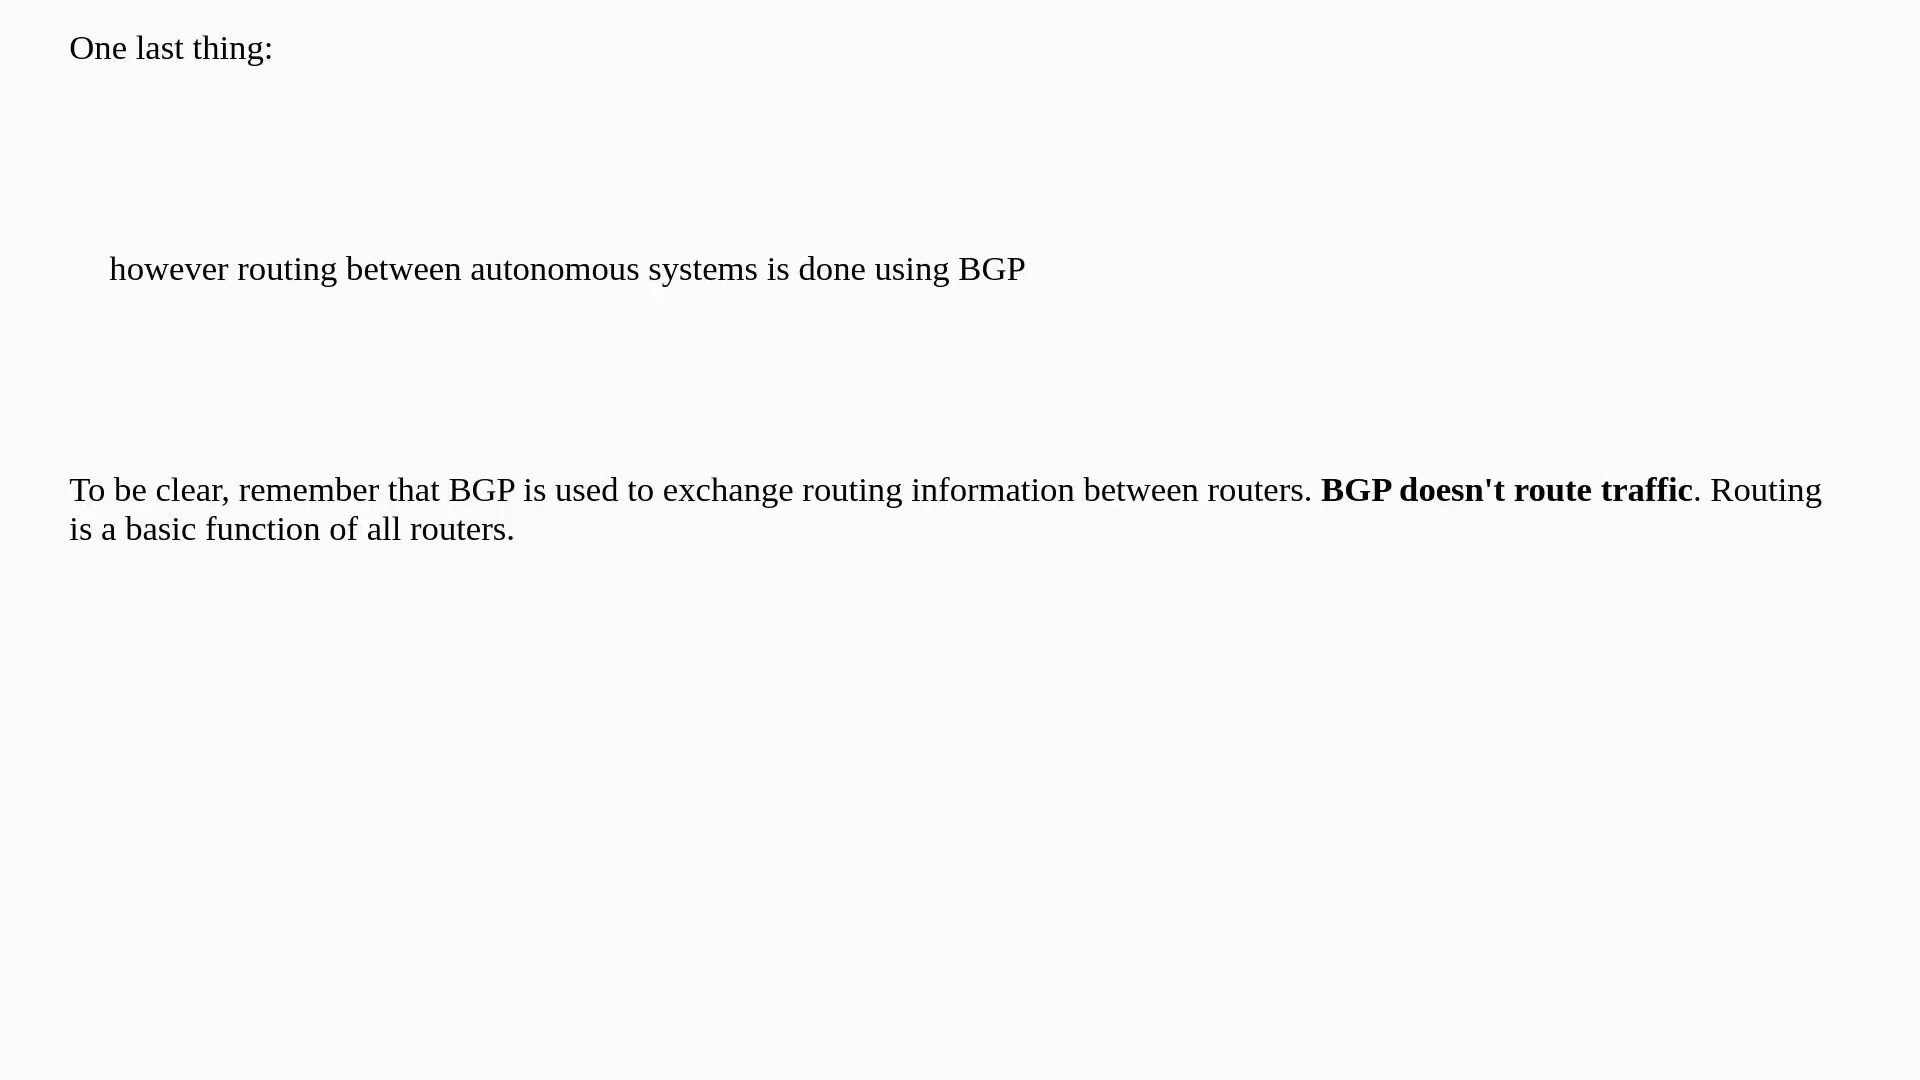 One last thing:
however routing between autonomous systems is done using BGP
To be clear, remember that BGP is used to exchange routing information between routers. BGP doesn't route traffic. Routing
is a basic function of all routers.